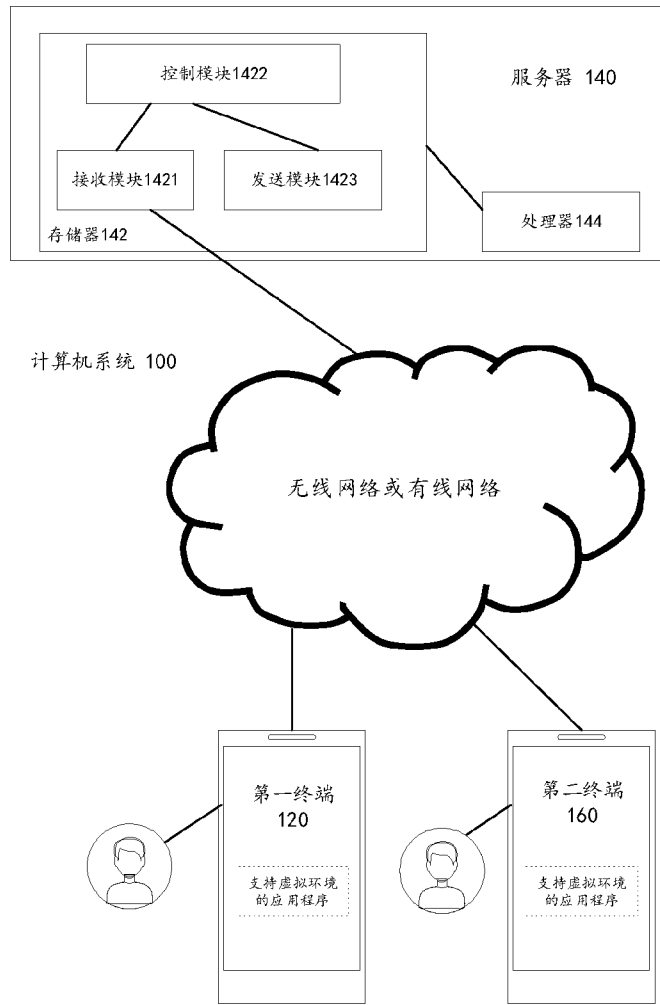 控制模块1422
服务器 140
接收模块1421
发送模块1423
处理器144
存储器142
计算机系统 100
无线网络或有线网络
第一终端
120
支持虚拟环境
的应用程序
第二终端
160
支持虚拟环境
的应用程序